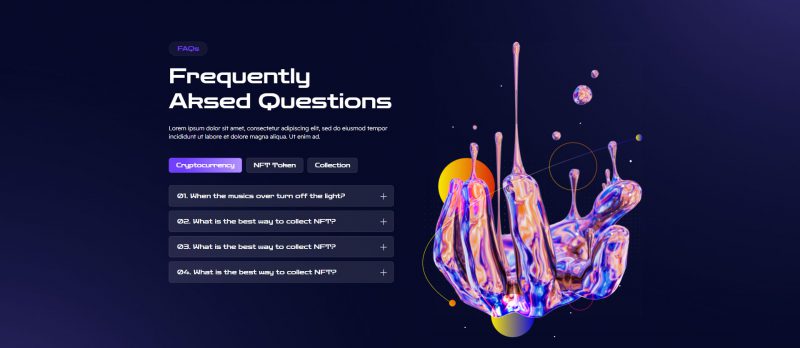 FAQs
Frequently
Aksed Questions
Lorem ipsum dolor sit amet, consectetur adipiscing elit, sed do eiusmod tempor
incididunt ut labore et dolore magna aliqua. Ut enim ad.
Cryptocurrency NFT Token Collection
01. When the musics over turn off the light?
02. What is the best way to collect NFT?
03. What is the best way to collect NFT?
04. What is the best way to collect NFT?